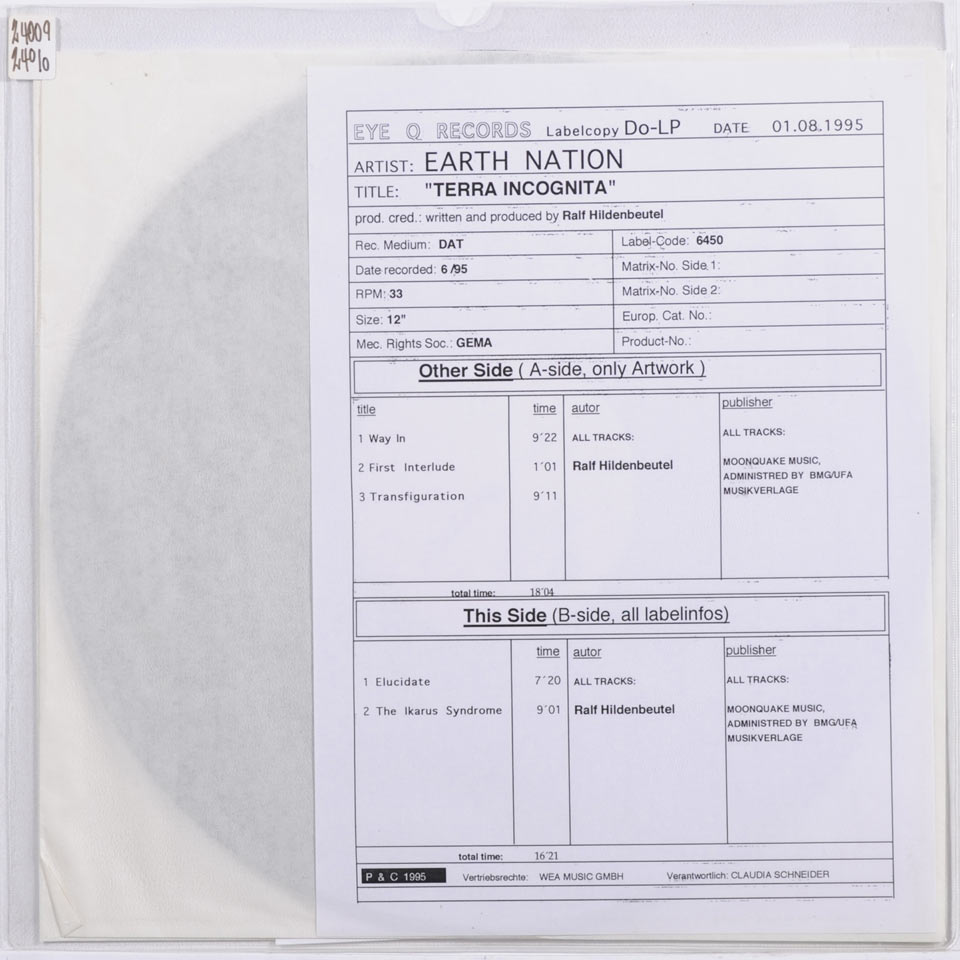 24009
24010
EYE Q RECORDS Labelcopy Do-LP DATE 01.08.1995
ARTIST: EARTH NATION
TITLE: "TERRA INCOGNITA"
prod. cred.: written and produced by Ralf Hildenbeutel
Rec. Medium: DAT Label-Code: 6450
Date recorded: 6/95 Matrix-No. Side 1:
RPM: 33 Matrix-No. Side 2:
Size: 12" Europ. Cat. No.:
Mec. Rights Soc.: GEMA Product-No.:
Other Side ( A-side, only Artwork )
title time autor publisher
1 Way In 9´22 ALL TRACKS: ALL TRACKS:
2 First Interlude 1´01 Ralf Hildenbeutel MOONQUAKE MUSIC,
ADMINISTRED BY BMG/UFA
3 Transfiguration 9´11 MUSIKVERLAGE
total time: 18´04
This Side (B-side, all labelinfos)
time autor publisher
1 Elucidate 7´20 ALL TRACKS: ALL TRACKS:
2 The Ikarus Syndrome 9´01 Ralf Hildenbeutel MOONQUAKE MUSIC,
ADMINISTRED BY BMG/UFA
MUSIKVERLAGE
total time: 16´21
P & C 1995 Vertriebsrechte: WEA MUSIC GMBH Verantwortlich: CLAUDIA SCHNEIDER